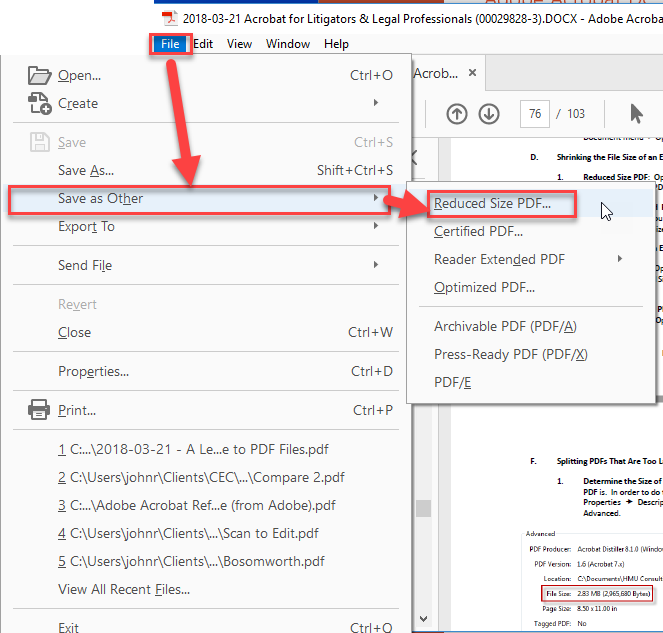 2018-03-21 Acrobat for Litigators & Legal Professionals (00029828-3).DOCX - Adobe Acroba
File Edit View Window Help
Open... Ctrl+O
Create
Save Ctrl+S
Save As... Shift+Ctrl+S
Save as Other
Export To
Send File
Revert
Close Ctrl+W
Properties... Ctrl+D
Print... Ctrl+P
1 C:...\2018-03-21 - A Le...e to PDF Files.pdf
2 C:\Users\johnr\Clients\CEC\...\Compare 2.pdf
3 C:...\Adobe Acrobat Ref...e (from Adobe).pdf
4 C:\Users\johnr\Clients\...\Scan to Edit.pdf
5 C:\Users\johnr\Clients\...\Bosomworth.pdf
View All Recent Files...
Exit Ctrl+Q
Reduced Size PDF...
Certified PDF...
Reader Extended PDF
Optimized PDF...
Archivable PDF (PDF/A)
Press-Ready PDF (PDF/X)
PDF/E
Acrob... ×
76 / 103
D. Shrinking the File Size of an E
1. Reduced Size PDF: Op
F. Splitting PDFs That Are Too L
1. Determine the Size of
PDF is. In order to do t
Properties → Descrip
Advanced.
Advanced
PDF Producer: Acrobat Distiller 8.1.0 (Window
PDF Version: 1.6 (Acrobat 7.x)
Location: C:\Documents\HMU Consult
File Size: 2.83 MB (2,965,680 Bytes)
Page Size: 8.50 x 11.00 in
Tagged PDF: No